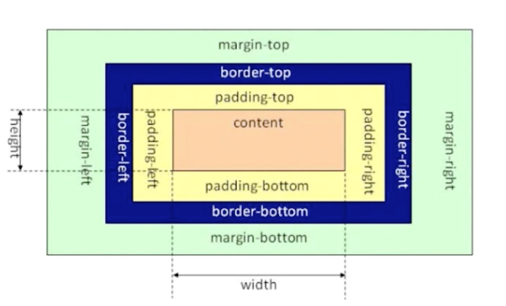 margin-top
border-top
padding-top
content
height
margin-left
border-left
padding-left
padding-right
border-right
margin-right
padding-bottom
border-bottom
margin-bottom
width